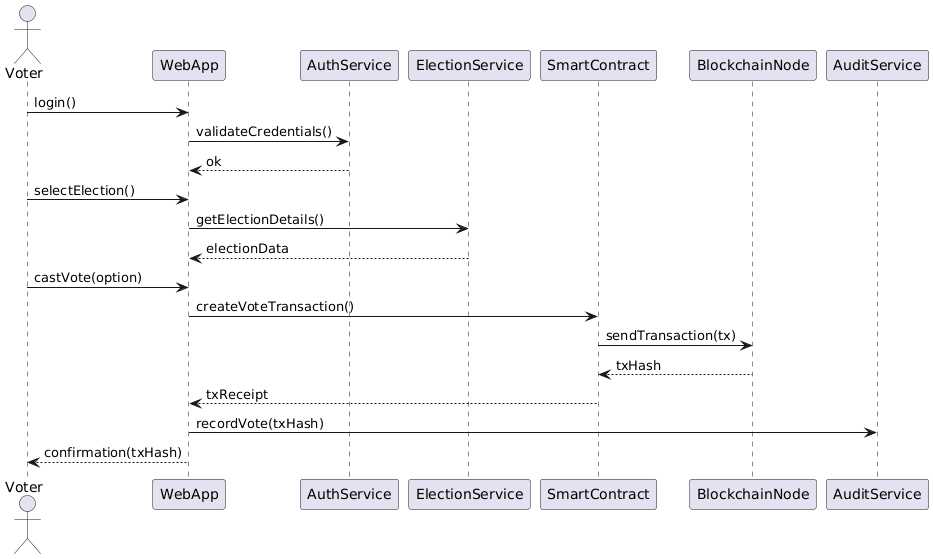 Voter
WebApp
AuthService
ElectionService
SmartContract
BlockchainNode
AuditService
login()
validateCredentials()
ok
selectElection()
getElectionDetails()
electionData
castVote(option)
createVoteTransaction()
sendTransaction(tx)
txHash
txReceipt
recordVote(txHash)
confirmation(txHash)
Voter
WebApp
AuthService
ElectionService
SmartContract
BlockchainNode
AuditService